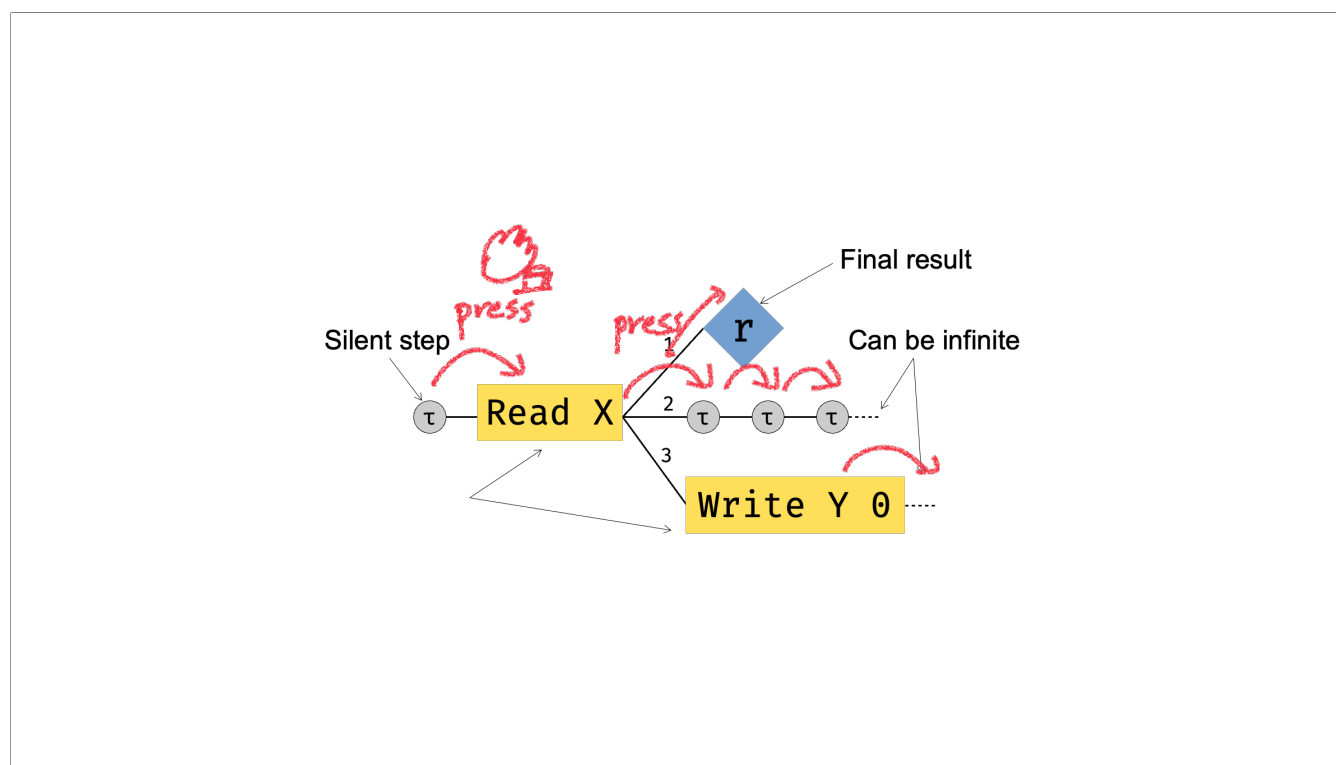 Final result
press
press
r
1
Silent step
Can be infinite
τ
Read X
2
τ
τ
τ
3
Write Y 0